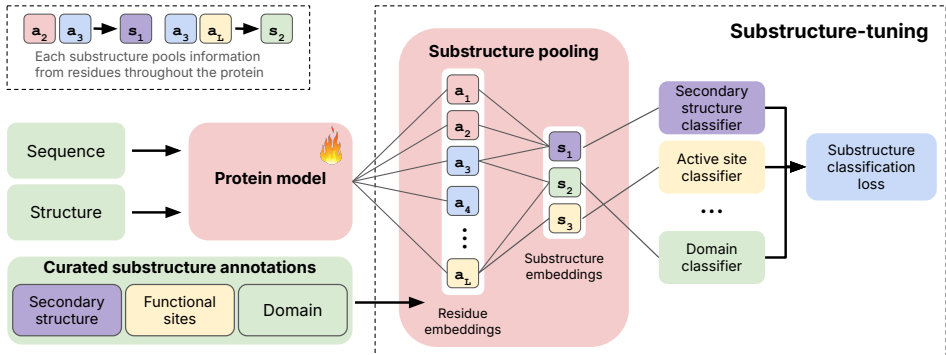 a2 a3 s1 a3 aL s2
Each substructure pools information
from residues throughout the protein
Substructure-tuning
Sequence
Structure
Protein model
Curated substructure annotations
Secondary
structure
Functional
sites
Domain
Substructure pooling
a1
a2
a3
a4
aL
Residue
embeddings
s1
s2
s3
Substructure
embeddings
Secondary
structure
classifier
Active site
classifier
...
Domain
classifier
Substructure
classification
loss